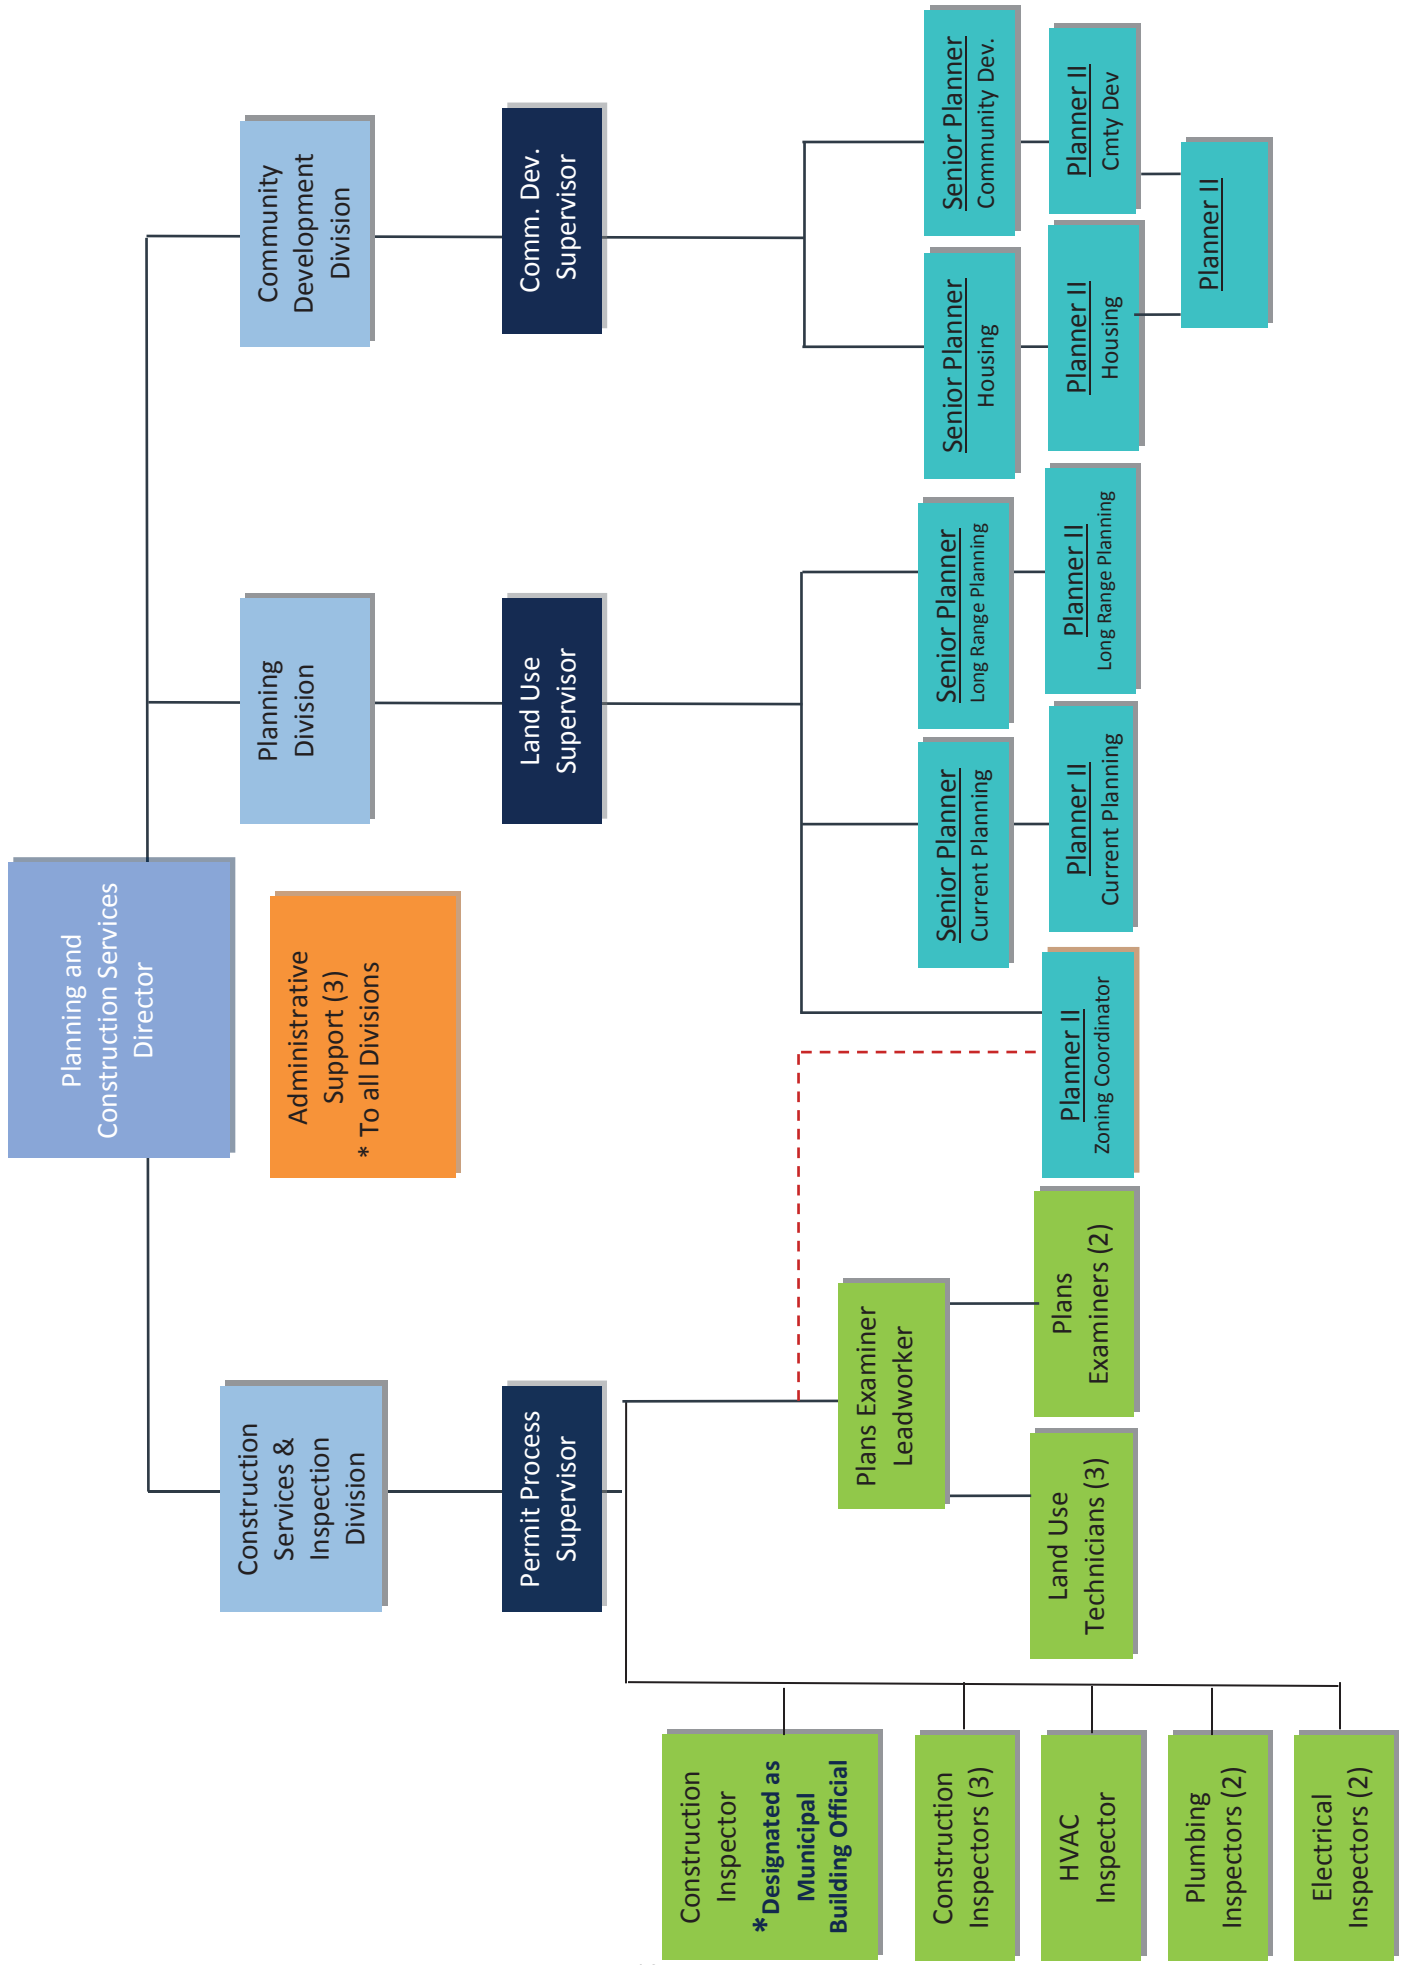 Planning and
Construction Services
Director
Administrative
Support (3)
* To all Divisions
Construction
Services &
Inspection
Division
Planning
Division
Community
Development
Division
Permit Process
Supervisor
Land Use
Supervisor
Comm. Dev.
Supervisor
Construction
Inspector
*Designated as
Municipal
Building Official
Construction
Inspectors (3)
HVAC
Inspector
Plumbing
Inspectors (2)
Electrical
Inspectors (2)
Plans Examiner
Leadworker
Land Use
Technicians (3)
Plans
Examiners (2)
Planner II
Zoning Coordinator
Senior Planner
Current Planning
Planner II
Current Planning
Senior Planner
Long Range Planning
Planner II
Long Range Planning
Senior Planner
Housing
Planner II
Housing
Senior Planner
Community Dev.
Planner II
Cmty Dev
Planner II